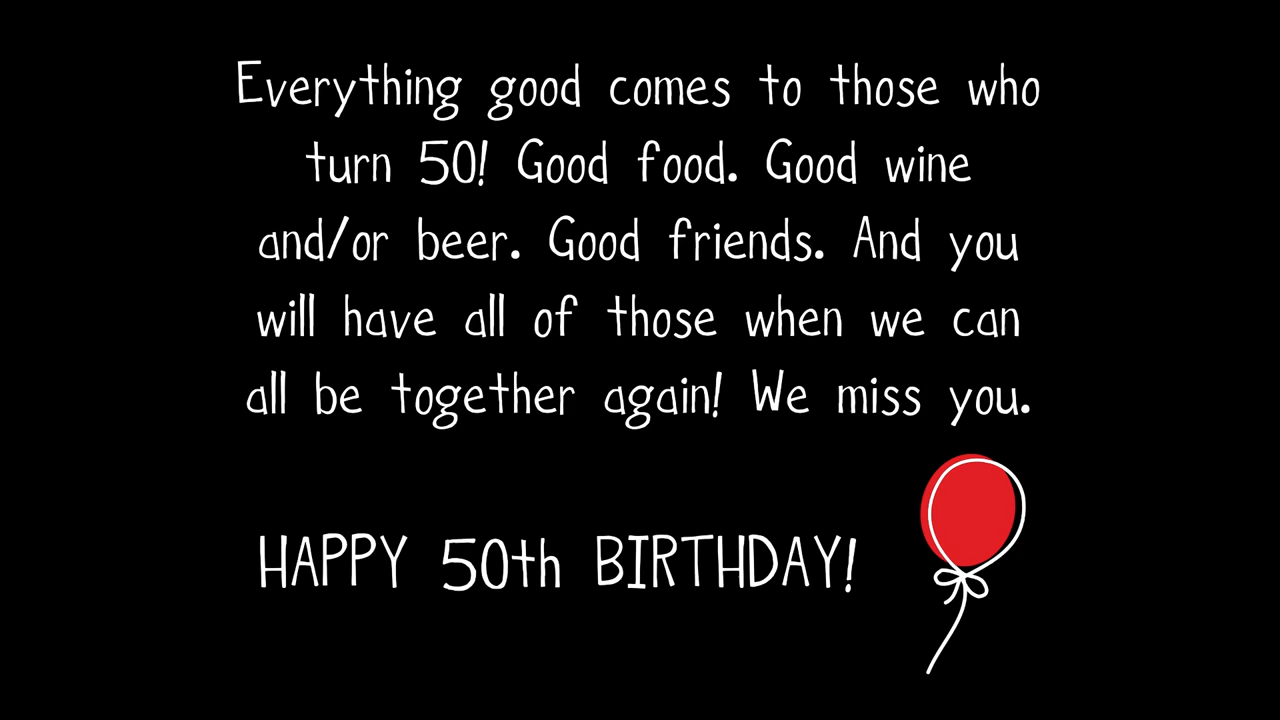 Everything good comes to those who
turn 50! Good food. Good wine
and/or beer. Good friends. And you
will have all of those when we can
all be together again! We miss you.
HAPPY 50th BIRTHDAY!